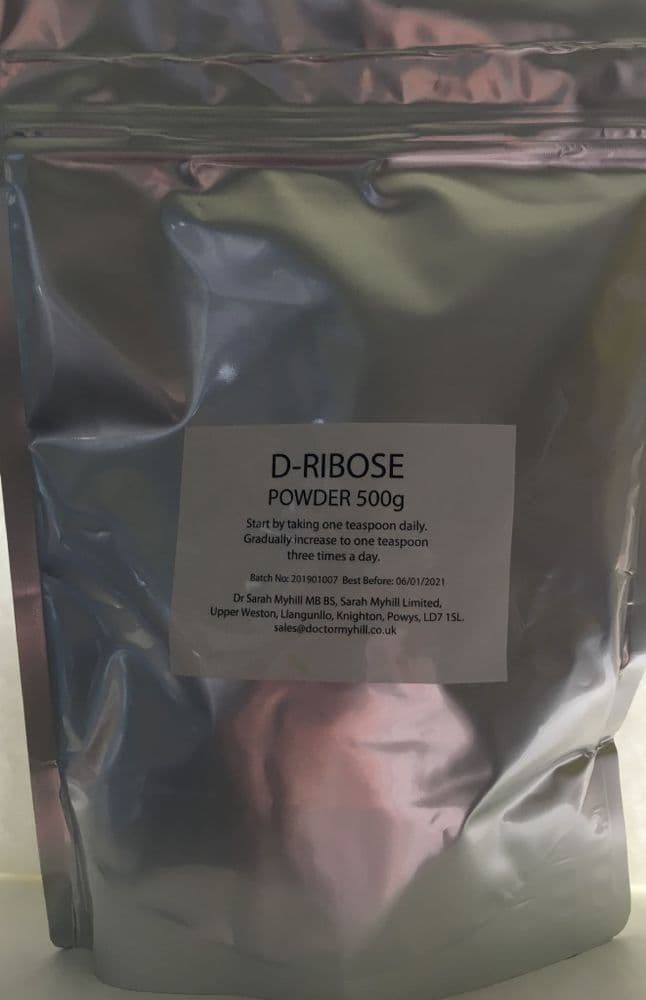 D-RIBOSE
POWDER 500g
Start by taking one teaspoon daily.
Gradually increase to one teaspoon
three times a day.
Batch No: 201901007 Best Before: 06/01/2021
Dr Sarah Myhill MB BS, Sarah Myhill Limited,
Upper Weston, Llangunllo, Knighton, Powys, LD7 1SL.
sales@doctormyhill.co.uk